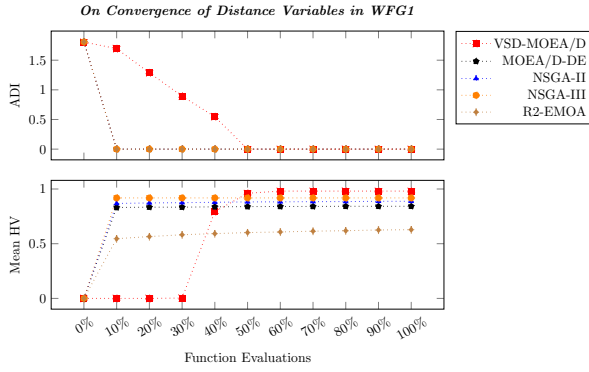 On Convergence of Distance Variables in WFG1
VSD-MOEA/D
MOEA/D-DE
NSGA-II
NSGA-III
R2-EMOA
ADI
1.5
1
0.5
0
Mean HV
1
0.5
0
0% 10% 20% 30% 40% 50% 60% 70% 80% 90% 100%
Function Evaluations